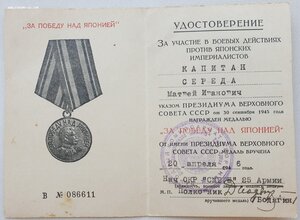 "ЗА ПОБЕДУ НАД ЯПОНИЕЙ"
В № 086611
УДОСТОВЕРЕНИЕ
ЗА УЧАСТИЕ В БОЕВЫХ ДЕЙСТВИЯХ
ПРОТИВ ЯПОНСКИХ
ИМПЕРИАЛИСТОВ
КАПИТАН
СЕРЕДА
Матвей Иванович
УКАЗОМ ПРЕЗИДИУМА ВЕРХОВНОГО
СОВЕТА СССР от 30 сентября 1945 года
НАГРАЖДЕН МЕДАЛЬЮ
"ЗА ПОБЕДУ НАД ЯПОНИЕЙ"
От имени ПРЕЗИДИУМА ВЕРХОВНОГО
СОВЕТА СССР МЕДАЛЬ ВРУЧЕНА
20 апреля 6
25 Армии
М.П.